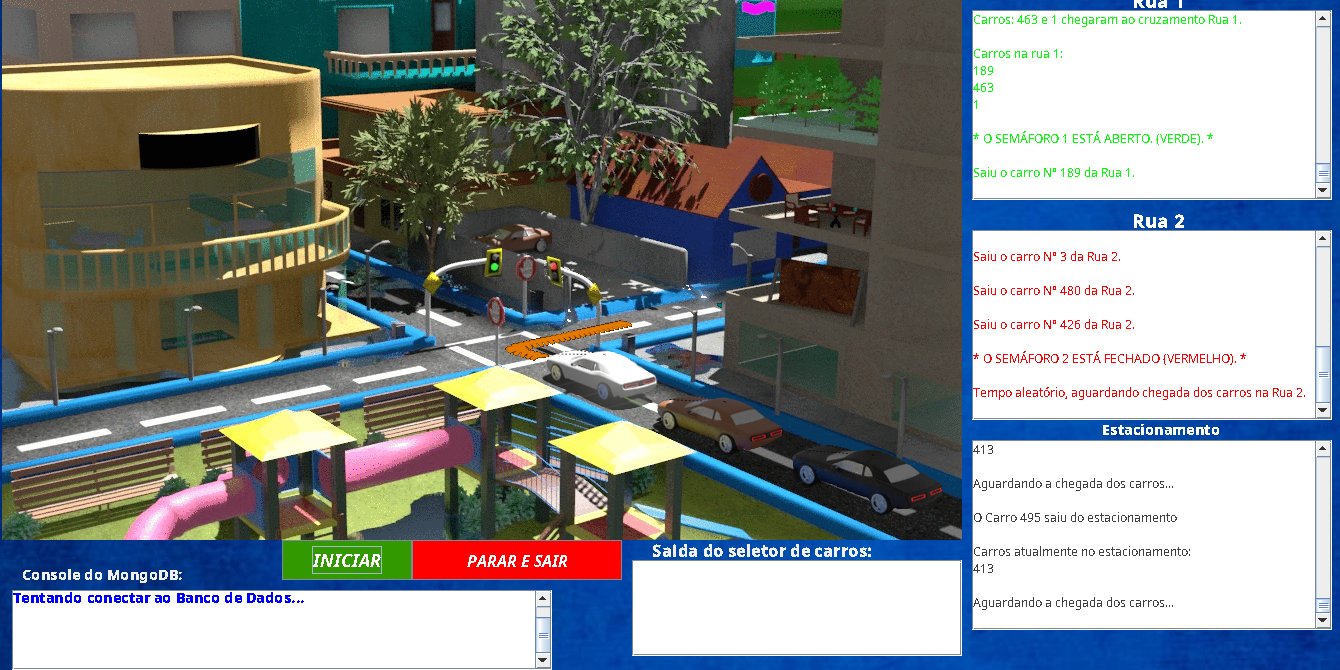 Rua 1
Carros: 463 e 1 chegaram ao cruzamento Rua 1.
Carros na rua 1:
189
463
1
* O SEMÁFORO 1 ESTÁ ABERTO. (VERDE). *
Saiu o carro N° 189 da Rua 1.
Rua 2
Saiu o carro N° 3 da Rua 2.
Saiu o carro N° 480 da Rua 2.
Saiu o carro N° 426 da Rua 2.
* O SEMÁFORO 2 ESTÁ FECHADO (VERMELHO). *
Tempo aleatório, aguardando chegada dos carros na Rua 2.
Estacionamento
413
Aguardando a chegada dos carros...
O Carro 495 saiu do estacionamento
Carros atualmente no estacionamento:
413
Aguardando a chegada dos carros...
INICIAR
PARAR E SAIR
Saída do seletor de carros:
Console do MongoDB:
Tentando conectar ao Banco de Dados...